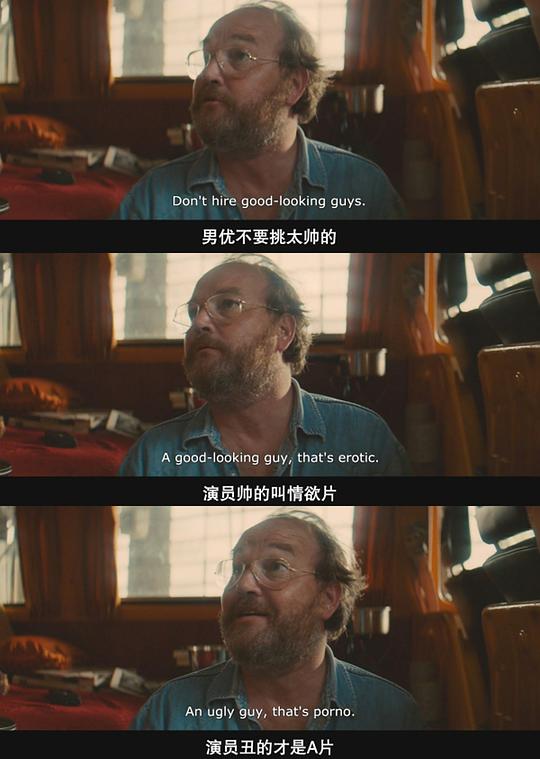 Don't hire good-looking guys.
男优不要挑太帅的
A good-looking guy, that's erotic.
演员帅的叫情欲片
An ugly guy, that's porno.
演员丑的才是A片